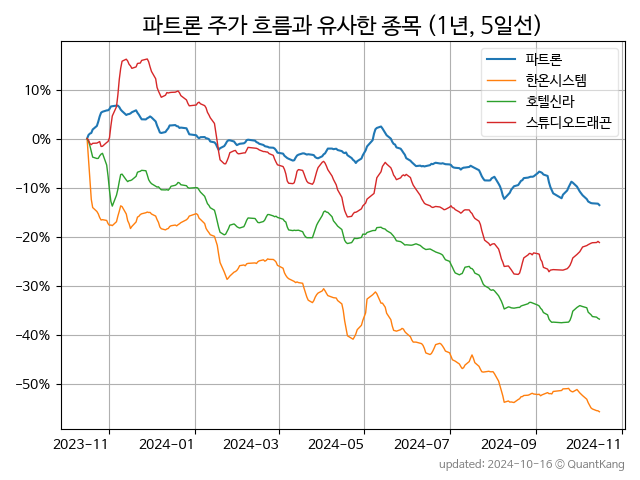 파트론 주가 흐름과 유사한 종목 (1년, 5일선)
파트론
한온시스템
호텔신라
스튜디오드래곤
10%
0%
−10%
−20%
−30%
−40%
−50%
2023-11 2024-01 2024-03 2024-05 2024-07 2024-09 2024-11
updated: 2024-10-16 © QuantKang